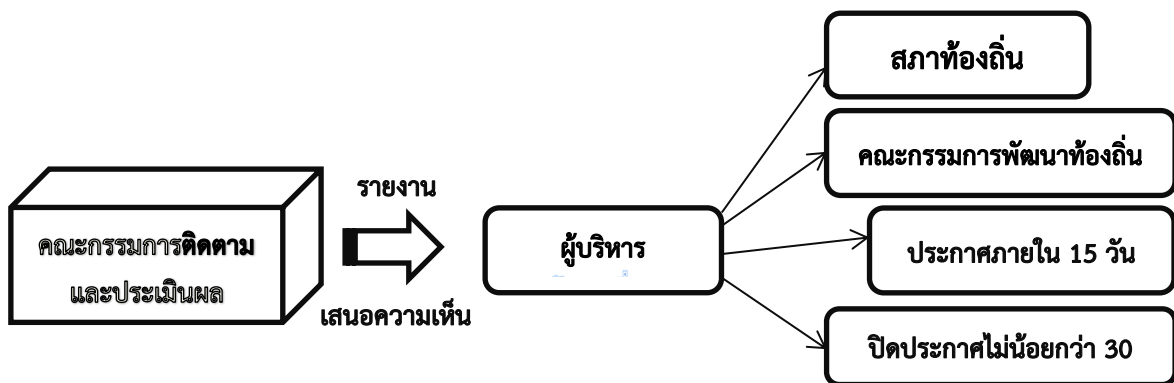 คณะกรรมการติดตาม
และประเมินผล
รายงาน
เสนอความเห็น
ผู้บริหาร
สภาท้องถิ่น
คณะกรรมการพัฒนาท้องถิ่น
ประกาศภายใน 15 วัน
ปิดประกาศไม่น้อยกว่า 30